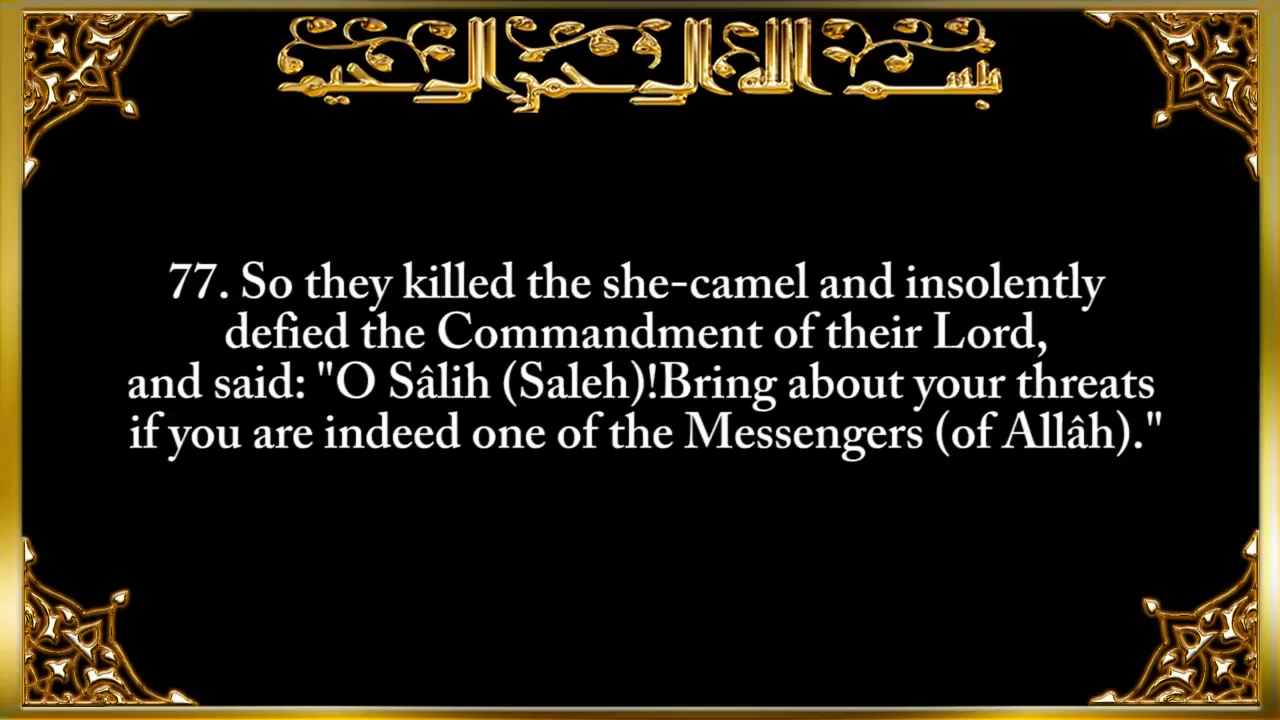 بسم الله الرحمن الرحيم
77. So they killed the she-camel and insolently
defied the Commandment of their Lord,
and said: "O Sâlih (Saleh)!Bring about your threats
if you are indeed one of the Messengers (of Allâh)."